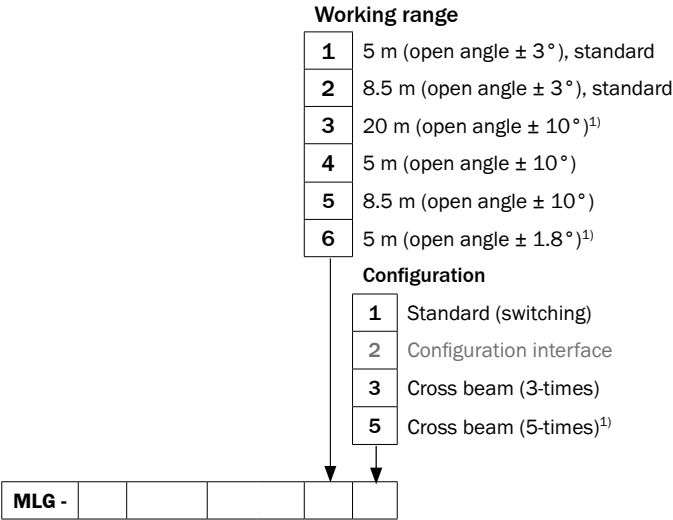 Working range
1 5 m (open angle ± 3°), standard
2 8.5 m (open angle ± 3°), standard
3 20 m (open angle ± 10°)1)
4 5 m (open angle ± 10°)
5 8.5 m (open angle ± 10°)
6 5 m (open angle ± 1.8°)1)
Configuration
1 Standard (switching)
2 Configuration interface
3 Cross beam (3-times)
5 Cross beam (5-times)1)
MLG -